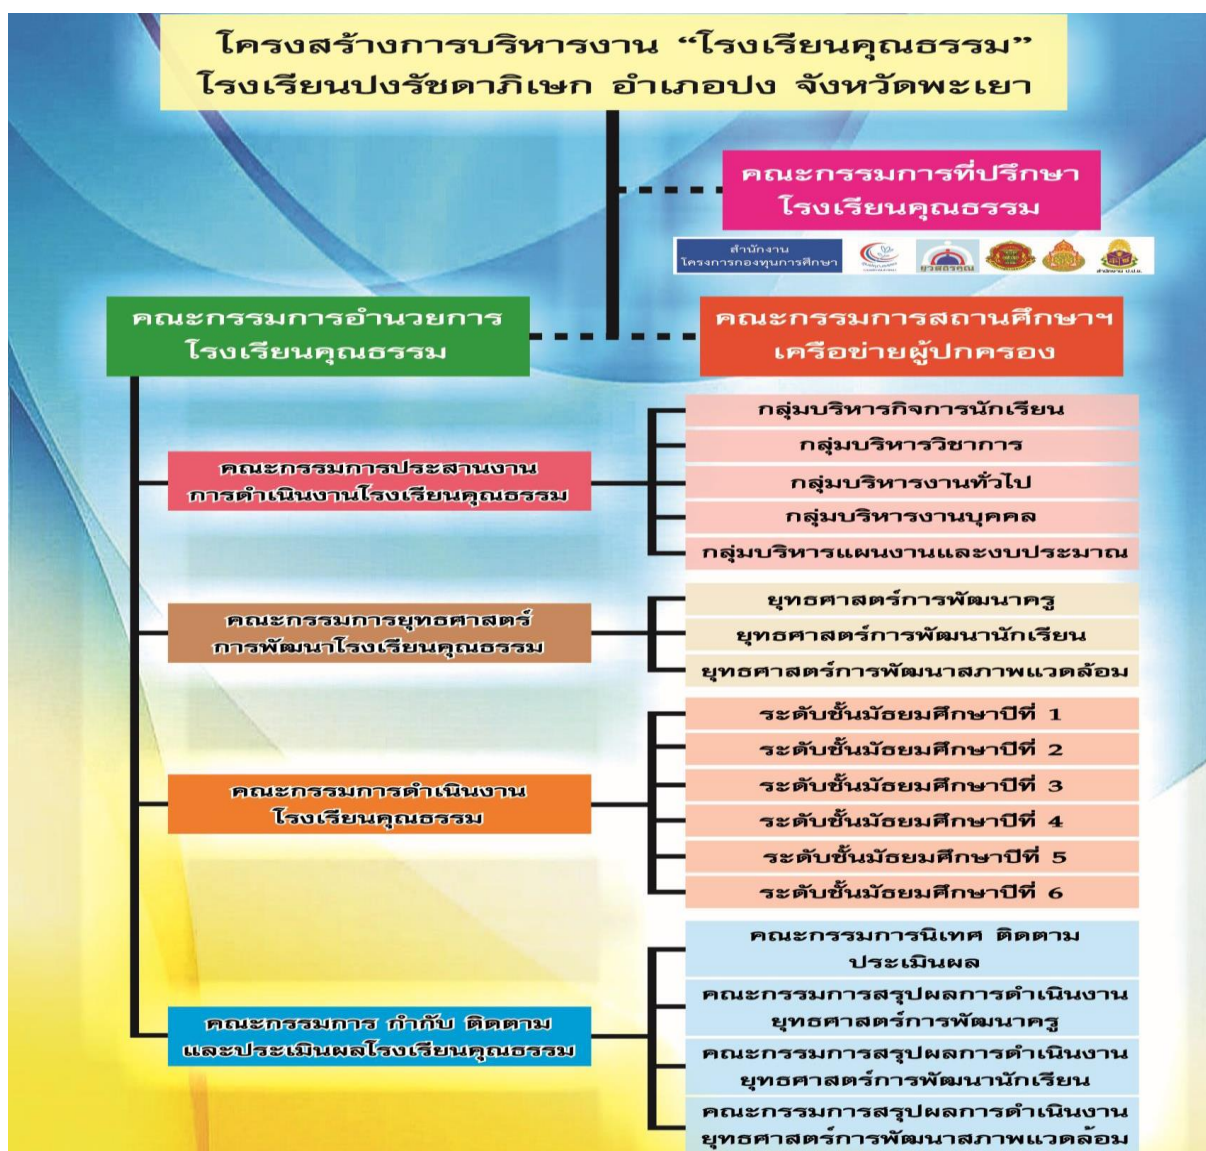 โครงสร้างการบริหารงาน “โรงเรียนคุณธรรม”
โรงเรียนปงรัชดาภิเษก อำเภอปง จังหวัดพะเยา
คณะกรรมการที่ปรึกษา
โรงเรียนคุณธรรม
สำนักงาน
โครงการกองทุนการศึกษา
ยุวสถิรคุณ
สำนักงาน ป.ป.ช.
คณะกรรมการอำนวยการ
โรงเรียนคุณธรรม
คณะกรรมการสถานศึกษาฯ
เครือข่ายผู้ปกครอง
คณะกรรมการประสานงาน
การดำเนินงานโรงเรียนคุณธรรม
กลุ่มบริหารกิจการนักเรียน
กลุ่มบริหารวิชาการ
กลุ่มบริหารงานทั่วไป
กลุ่มบริหารงานบุคคล
กลุ่มบริหารแผนงานและงบประมาณ
คณะกรรมการยุทธศาสตร์
การพัฒนาโรงเรียนคุณธรรม
ยุทธศาสตร์การพัฒนาครู
ยุทธศาสตร์การพัฒนานักเรียน
ยุทธศาสตร์การพัฒนาสภาพแวดล้อม
คณะกรรมการดำเนินงาน
โรงเรียนคุณธรรม
ระดับชั้นมัธยมศึกษาปีที่ 1
ระดับชั้นมัธยมศึกษาปีที่ 2
ระดับชั้นมัธยมศึกษาปีที่ 3
ระดับชั้นมัธยมศึกษาปีที่ 4
ระดับชั้นมัธยมศึกษาปีที่ 5
ระดับชั้นมัธยมศึกษาปีที่ 6
คณะกรรมการ กำกับ ติดตาม
และประเมินผลโรงเรียนคุณธรรม
คณะกรรมการนิเทศ ติดตาม
ประเมินผล
คณะกรรมการสรุปผลการดำเนินงาน
ยุทธศาสตร์การพัฒนาครู
คณะกรรมการสรุปผลการดำเนินงาน
ยุทธศาสตร์การพัฒนานักเรียน
คณะกรรมการสรุปผลการดำเนินงาน
ยุทธศาสตร์การพัฒนาสภาพแวดล้อม